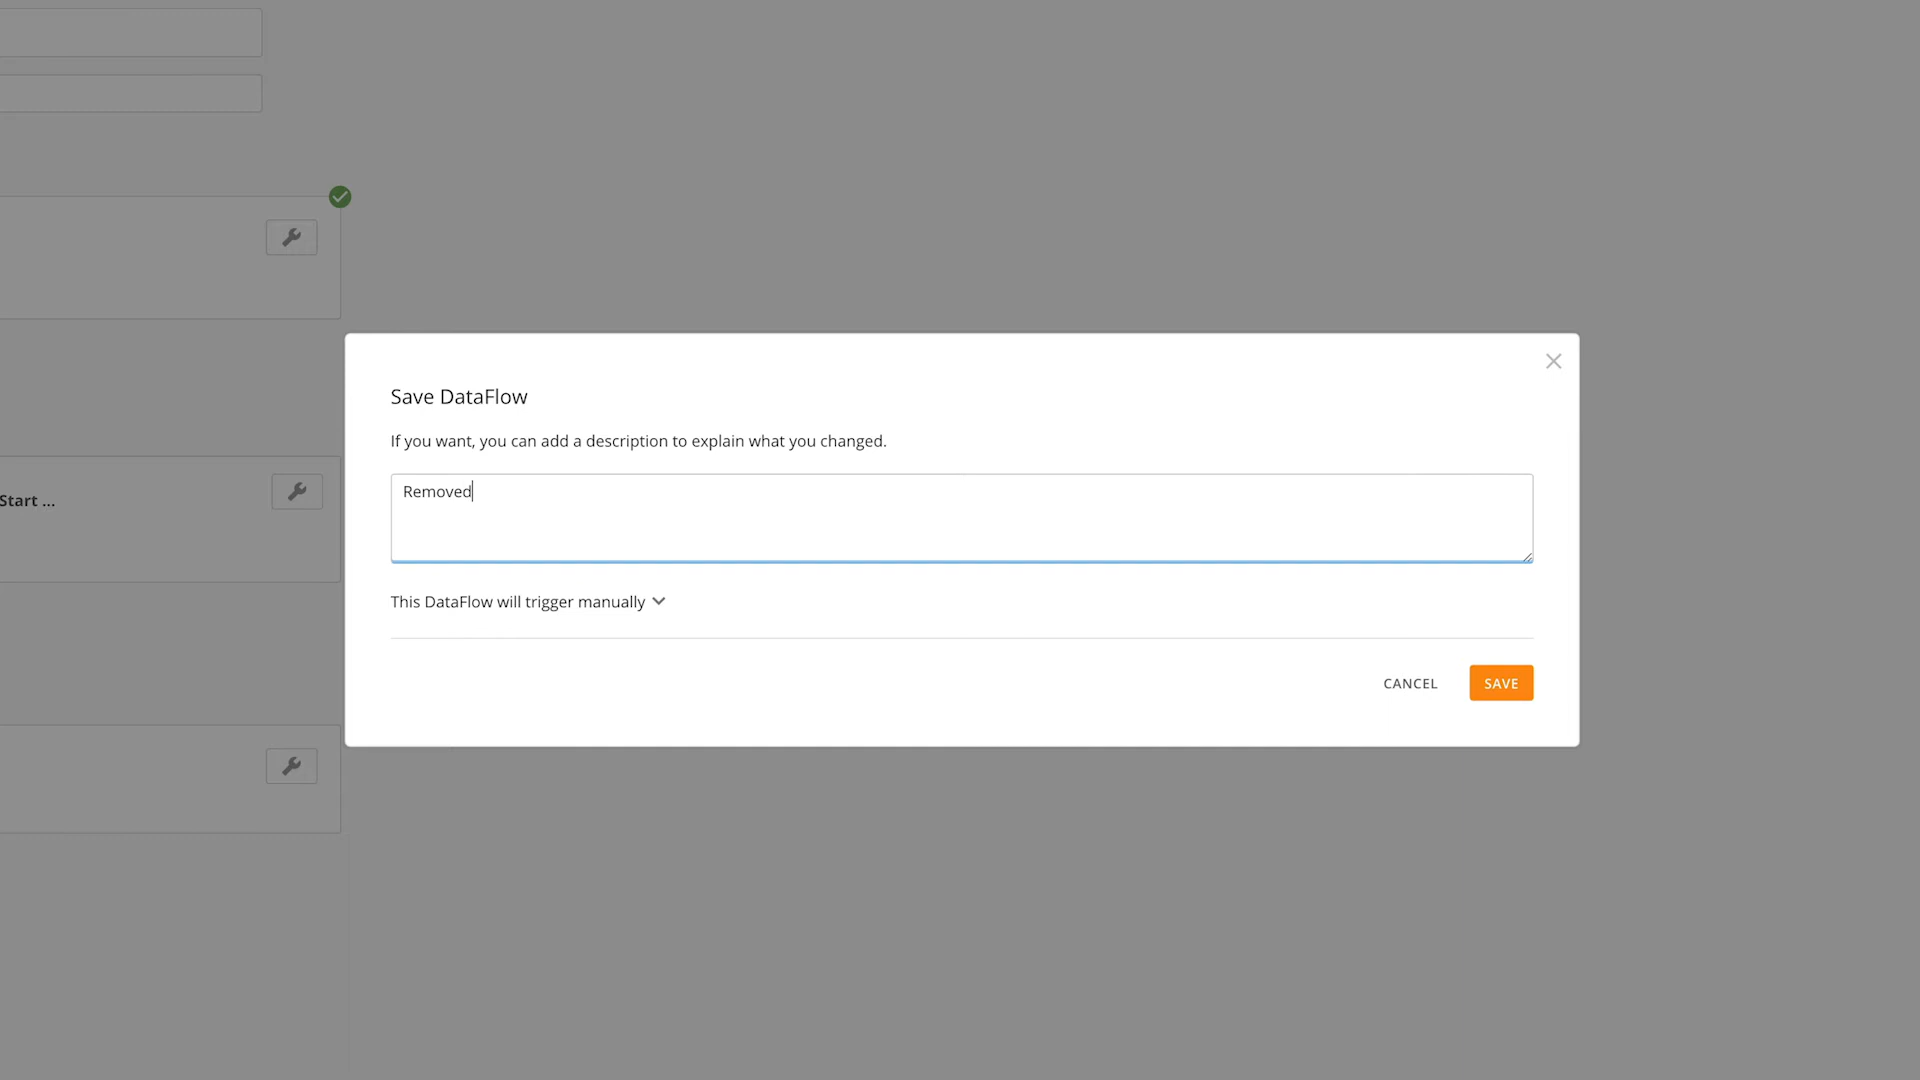 Save DataFlow
If you want, you can add a description to explain what you changed.
Removed
Start ...
This DataFlow will trigger manually
CANCEL
SAVE